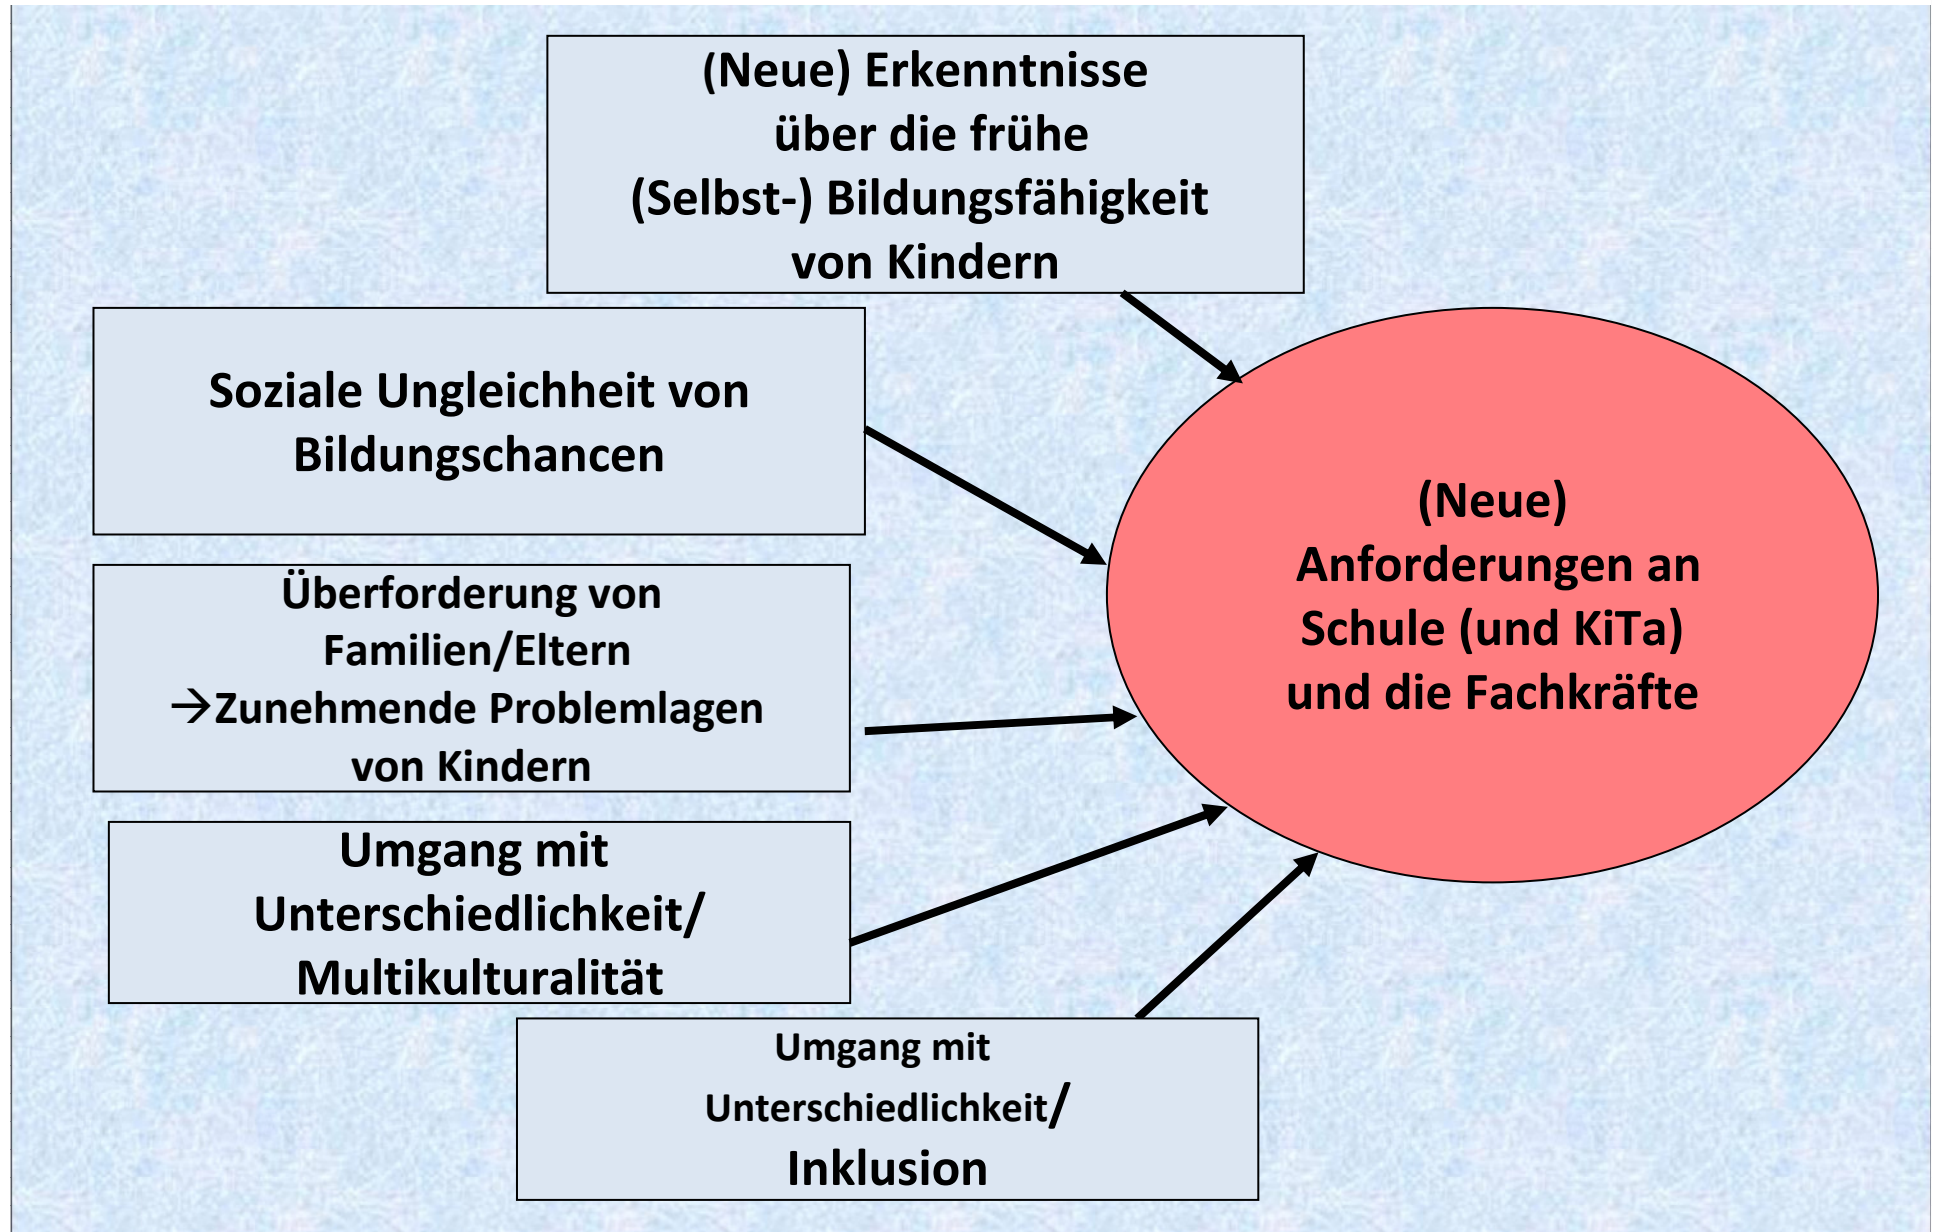 (Neue) Erkenntnisse
über die frühe
(Selbst-) Bildungsfähigkeit
von Kindern
Soziale Ungleichheit von
Bildungschancen
Überforderung von
Familien/Eltern
→Zunehmende Problemlagen
von Kindern
Umgang mit
Unterschiedlichkeit/
Multikulturalität
Umgang mit
Unterschiedlichkeit/
Inklusion
(Neue)
Anforderungen an
Schule (und KiTa)
und die Fachkräfte